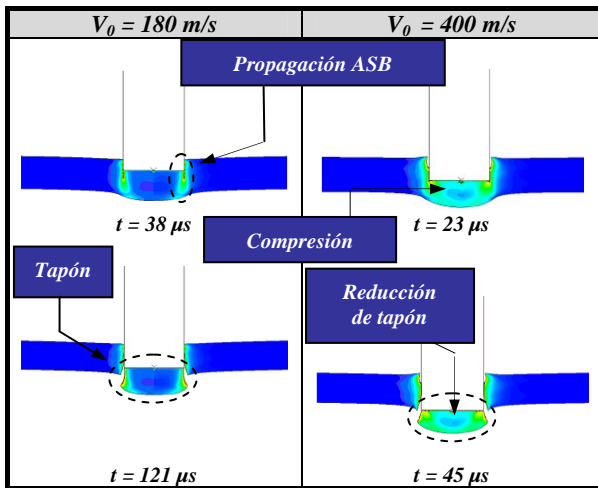 V₀ = 180 m/s
V₀ = 400 m/s
Propagación ASB
t = 38 µs
t = 23 µs
Compresión
Tapón
Reducción
de tapón
t = 121 µs
t = 45 µs